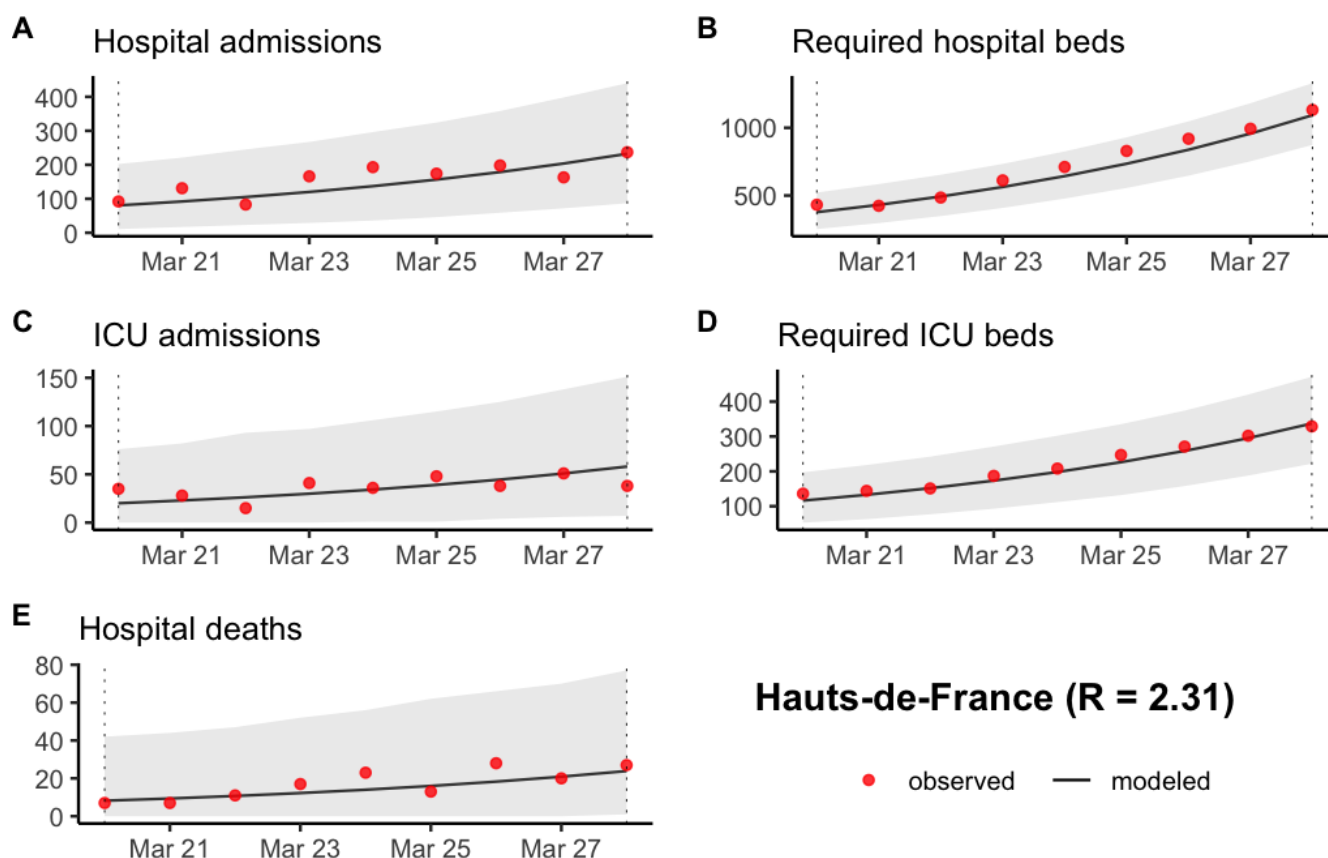 A
Hospital admissions
400
300
200
100
0
Mar 21 Mar 23 Mar 25 Mar 27
B
Required hospital beds
1000
500
Mar 21 Mar 23 Mar 25 Mar 27
C
ICU admissions
150
100
50
0
Mar 21 Mar 23 Mar 25 Mar 27
D
Required ICU beds
400
300
200
100
Mar 21 Mar 23 Mar 25 Mar 27
E
Hospital deaths
80
60
40
20
0
Mar 21 Mar 23 Mar 25 Mar 27
Hauts-de-France (R = 2.31)
observed modeled